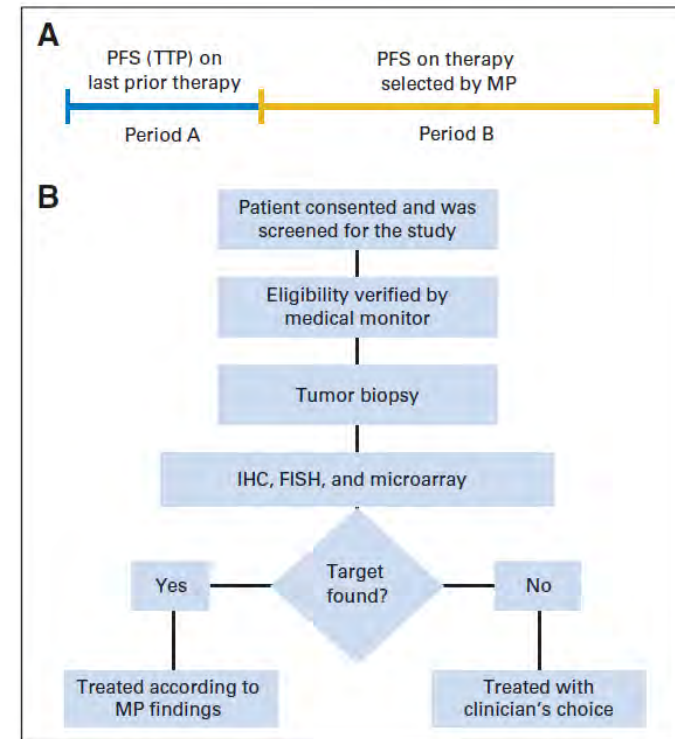 A
PFS (TTP) on
last prior therapy
PFS on therapy
selected by MP
Period A
Period B
B
Patient consented and was
screened for the study
Eligibility verified by
medical monitor
Tumor biopsy
IHC, FISH, and microarray
Target
found?
Yes
No
Treated according to
MP findings
Treated with
clinician's choice